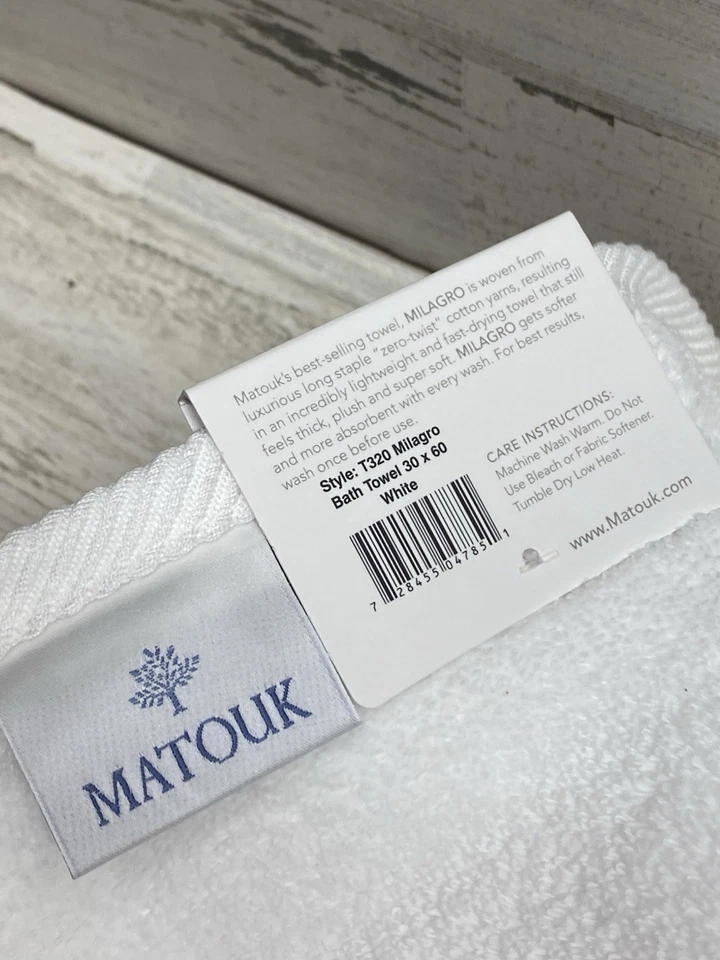 Matouk's best-selling towel, MILAGRO is woven from
luxurious long staple "zero-twist" cotton yarns, resulting
in an incredibly lightweight and fast-drying towel that still
feels thick, plush and super soft. MILAGRO gets softer
and more absorbent with every wash. For best results,
wash once before use.
Style: T320 Milagro
Bath Towel 30 x 60
White
7 28455 04785 1
CARE INSTRUCTIONS:
Machine Wash Warm. Do Not
Use Bleach or Fabric Softener.
Tumble Dry Low Heat.
www.Matouk.com
MATOUK